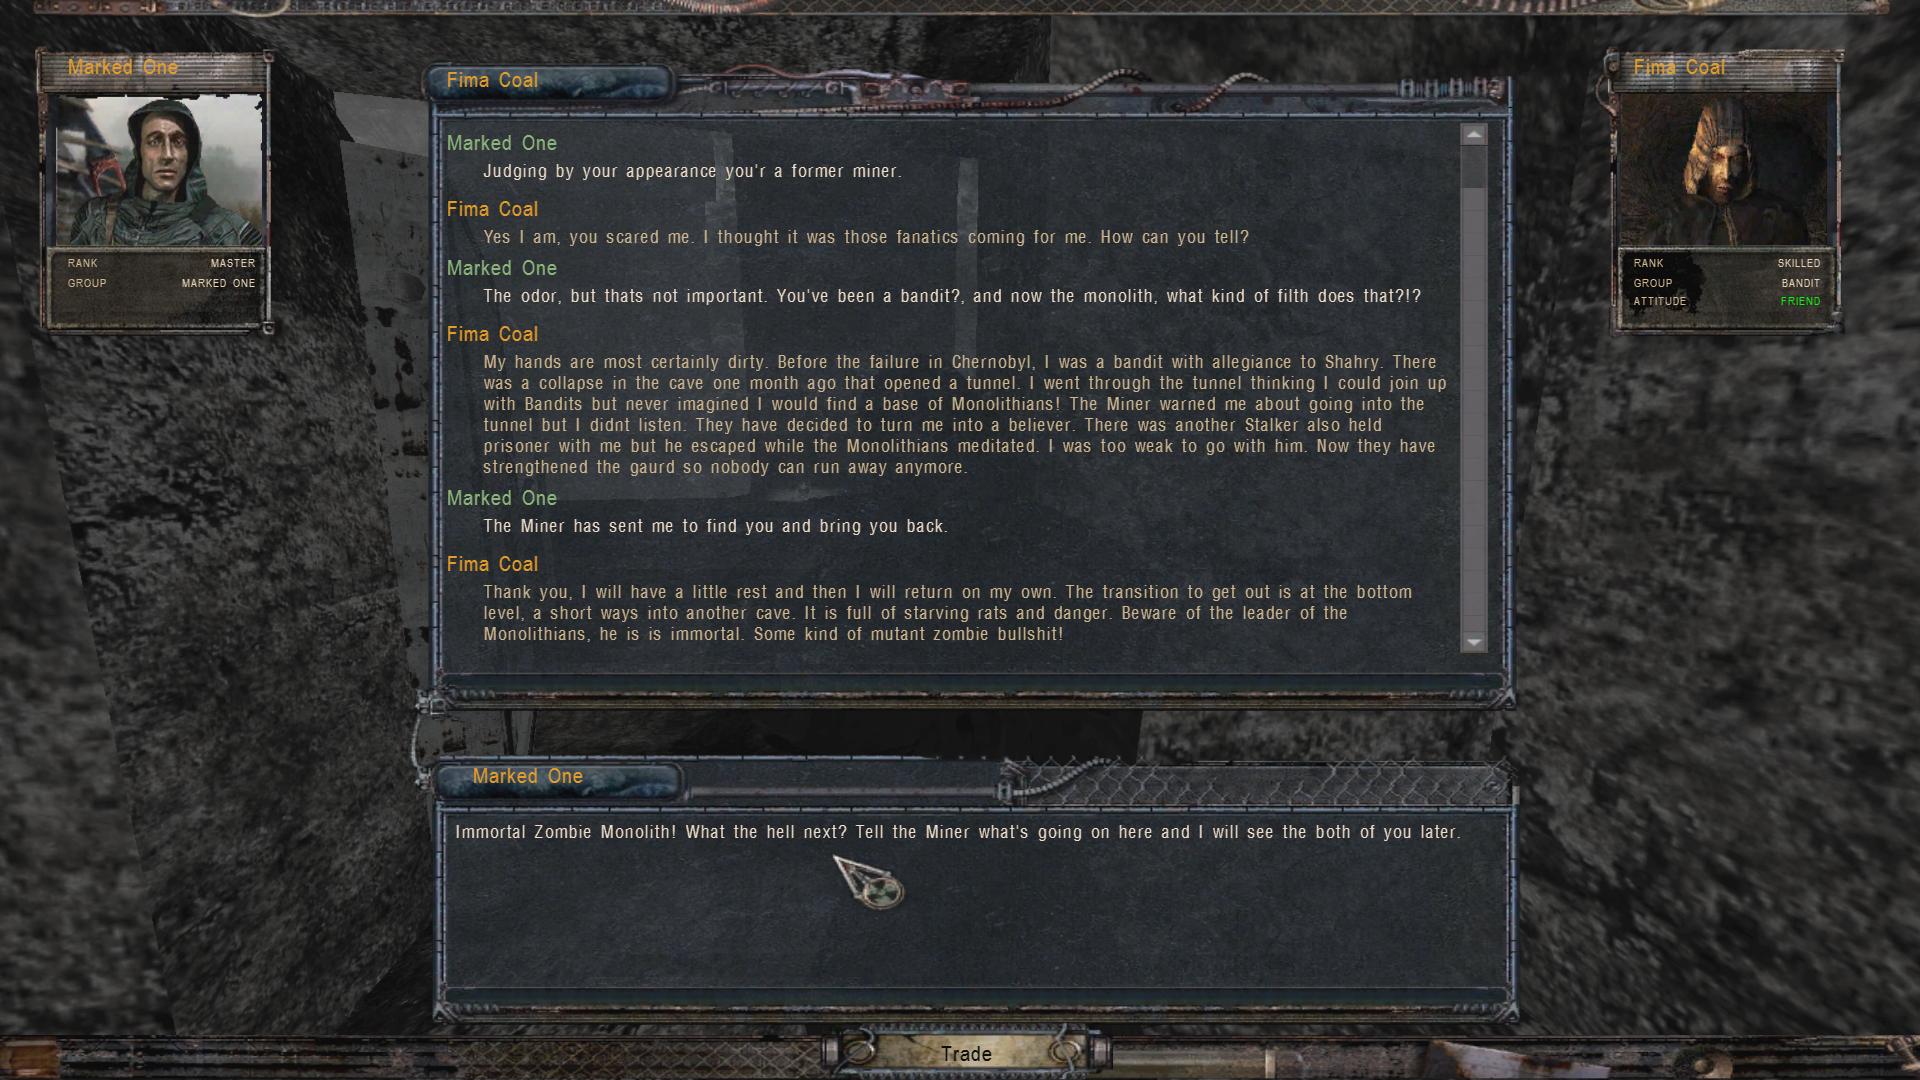 Marked One
RANK MASTER
GROUP MARKED ONE
Fima Coal
Marked One
Judging by your appearance you'r a former miner.
Fima Coal
Yes I am, you scared me. I thought it was those fanatics coming for me. How can you tell?
Marked One
The odor, but thats not important. You've been a bandit?, and now the monolith, what kind of filth does that?!?
Fima Coal
My hands are most certainly dirty. Before the failure in Chernobyl, I was a bandit with allegiance to Shahry. There
was a collapse in the cave one month ago that opened a tunnel. I went through the tunnel thinking I could join up
with Bandits but never imagined I would find a base of Monolithians! The Miner warned me about going into the
tunnel but I didnt listen. They have decided to turn me into a believer. There was another Stalker also held
prisoner with me but he escaped while the Monolithians meditated. I was too weak to go with him. Now they have
strengthened the gaurd so nobody can run away anymore.
Marked One
The Miner has sent me to find you and bring you back.
Fima Coal
Thank you, I will have a little rest and then I will return on my own. The transition to get out is at the bottom
level, a short ways into another cave. It is full of starving rats and danger. Beware of the leader of the
Monolithians, he is is immortal. Some kind of mutant zombie bullshit!
Fima Coal
RANK SKILLED
GROUP BANDIT
ATTITUDE FRIEND
Marked One
Immortal Zombie Monolith! What the hell next? Tell the Miner what's going on here and I will see the both of you later.
Trade